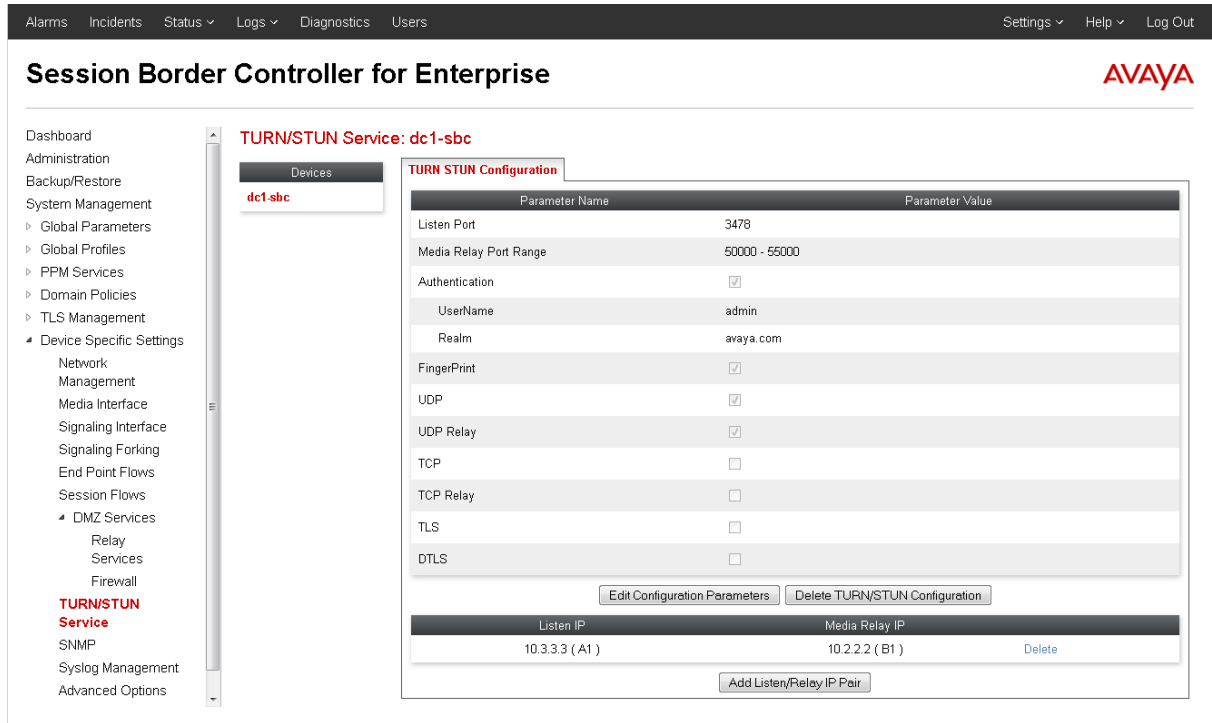 Alarms Incidents Status Logs Diagnostics Users Settings Help Log Out
Session Border Controller for Enterprise
AVAYA
Dashboard
Administration
Backup/Restore
System Management
Global Parameters
Global Profiles
PPM Services
Domain Policies
TLS Management
Device Specific Settings
Network
Management
Media Interface
Signaling Interface
Signaling Forking
End Point Flows
Session Flows
DMZ Services
Relay
Services
Firewall
TURN/STUN
Service
SNMP
Syslog Management
Advanced Options
TURN/STUN Service: dc1-sbc
Devices
dc1-sbc
TURN STUN Configuration
Parameter Name Parameter Value
Listen Port 3478
Media Relay Port Range 50000 - 55000
Authentication
UserName admin
Realm avaya.com
FingerPrint
UDP
UDP Relay
TCP
TCP Relay
TLS
DTLS
Edit Configuration Parameters Delete TURN/STUN Configuration
Listen IP Media Relay IP
10.3.3.3 ( A1 ) 10.2.2.2 ( B1 ) Delete
Add Listen/Relay IP Pair